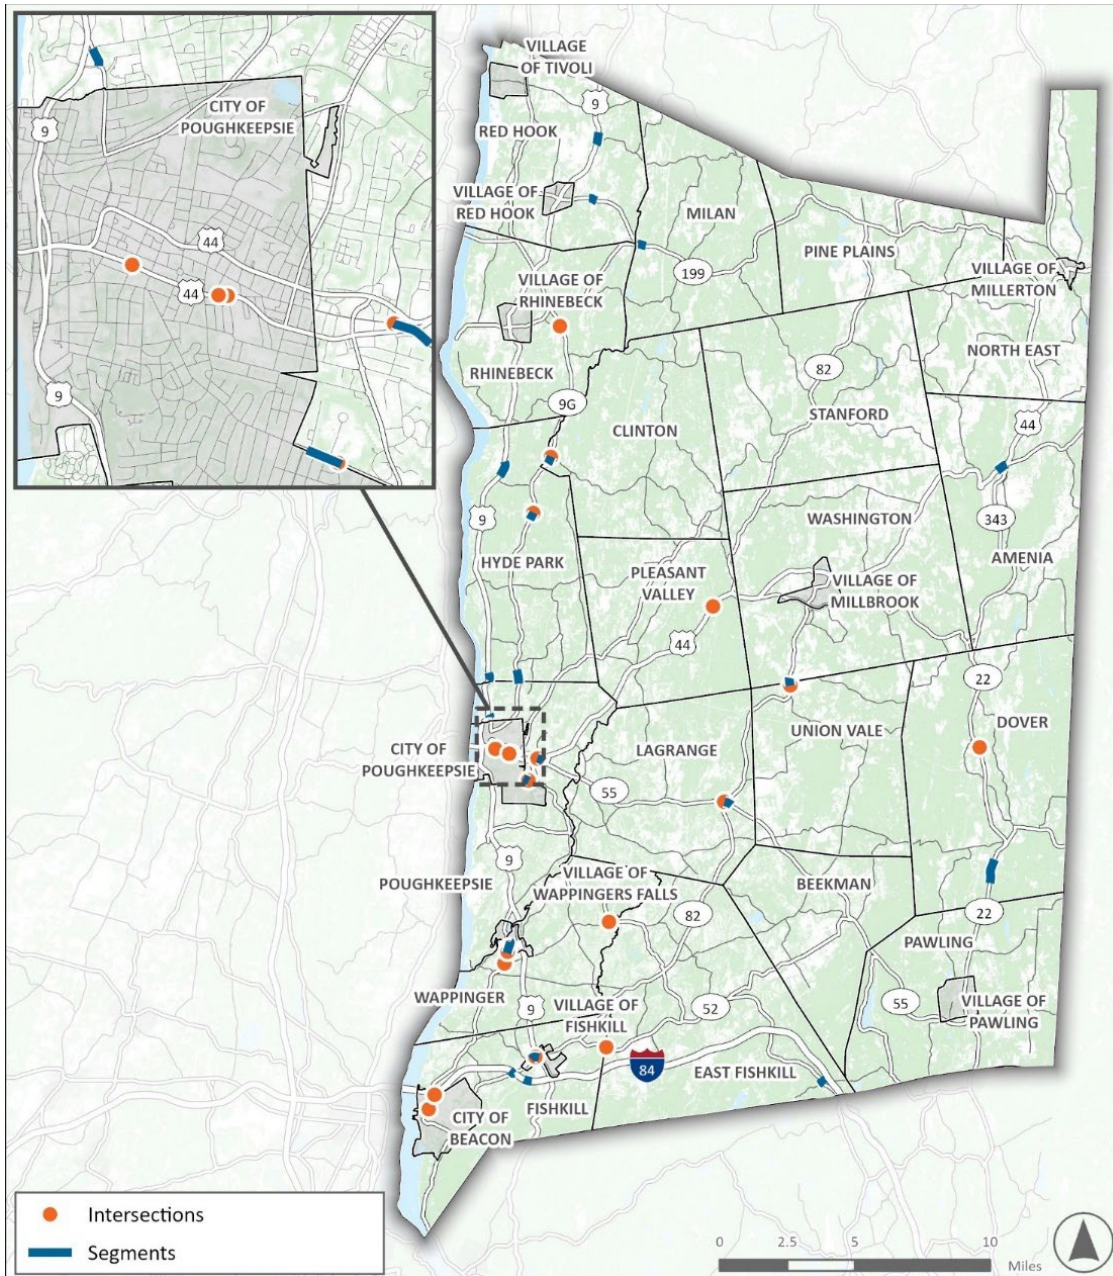 CITY OF
POUGHKEEPSIE
9
44
44
9
VILLAGE
OF TIVOLI
9
RED HOOK
VILLAGE OF
RED HOOK
MILAN
PINE PLAINS
199
VILLAGE OF
MILLERTON
VILLAGE OF
RHINEBECK
NORTH EAST
82
RHINEBECK
9G
STANFORD
44
CLINTON
9
WASHINGTON
343
HYDE PARK
AMENIA
PLEASANT
VALLEY
VILLAGE OF
MILLBROOK
44
22
DOVER
UNION VALE
CITY OF
POUGHKEEPSIE
LAGRANGE
55
9
POUGHKEEPSIE
VILLAGE OF
WAPPINGERS FALLS
BEEKMAN
82
22
PAWLING
WAPPINGER
9
VILLAGE OF
FISHKILL
52
55
VILLAGE OF
PAWLING
84
EAST FISHKILL
FISHKILL
CITY OF
BEACON
Intersections
Segments
0 2.5 5 10
Miles